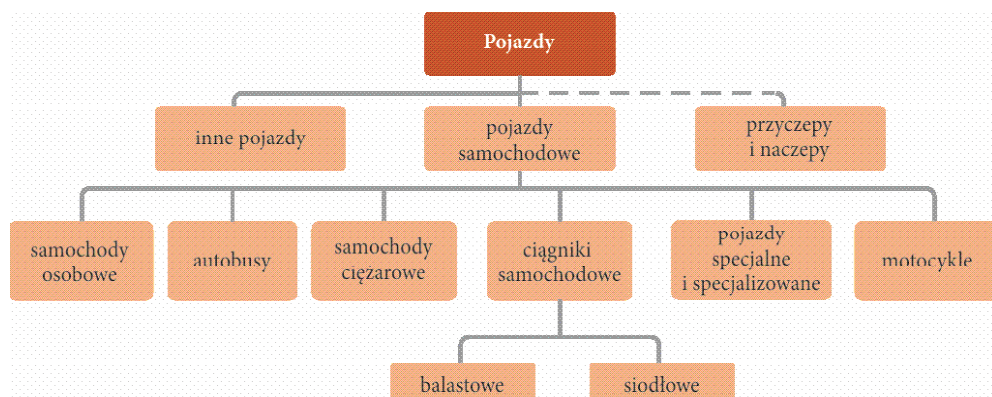 Pojazdy
inne pojazdy
pojazdy
samochodowe
przyczepy
i naczepy
samochody
osobowe
autobusy
samochody
ciężarowe
ciągniki
samochodowe
pojazdy
specjalne
i specjalizowane
motocykle
balastowe
siodłowe